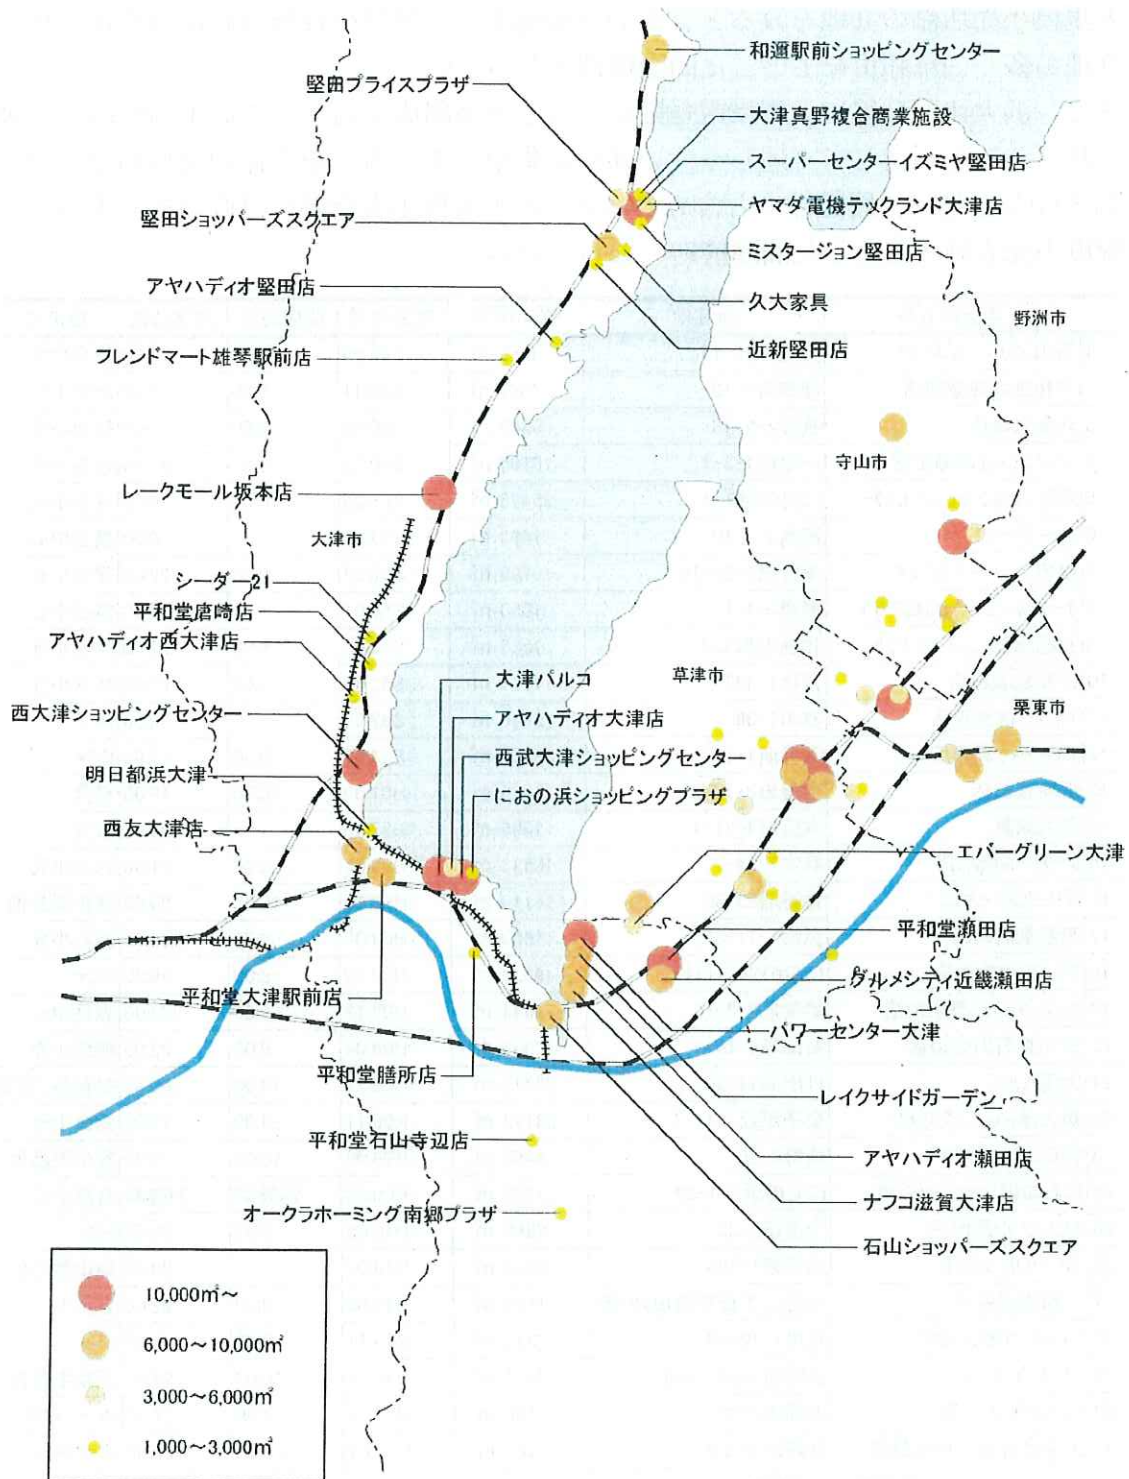 和邇駅前ショッピングセンター
堅田プライスプラザ
大津真野複合商業施設
スーパーセンターイズミヤ堅田店
ヤマダ電機テックランド大津店
堅田ショッパーズスクエア
ミスタージョン堅田店
アヤハディオ堅田店
久大家具
野洲市
フレンドマート雄琴駅前店
近新堅田店
守山市
レークモール坂本店
大津市
シーダー21
平和堂唐崎店
アヤハディオ西大津店
大津パルコ
草津市
西大津ショッピングセンター
アヤハディオ大津店
栗東市
西武大津ショッピングセンター
明日都浜大津
におの浜ショッピングプラザ
西友大津店
エバーグリーン大津
平和堂瀬田店
平和堂大津駅前店
グルメシティ近畿瀬田店
パワーセンター大津
平和堂膳所店
レイクサイドガーデン
平和堂石山寺辺店
アヤハディオ瀬田店
ナフコ滋賀大津店
オークラホーミング南郷プラザ
石山ショッパーズスクエア
10,000㎡～
6,000～10,000㎡
3,000～6,000㎡
1,000～3,000㎡